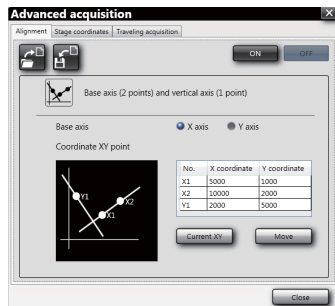 Advanced acquisition
Alignment Stage coordinates Traveling acquisition
ON OFF
Base axis (2 points) and vertical axis (1 point)
Base axis X axis Y axis
Coordinate XY point
Y1
X2
X1
No. X coordinate Y coordinate
X1 5000 1000
X2 10000 2000
Y1 2000 5000
Current XY Move
Close